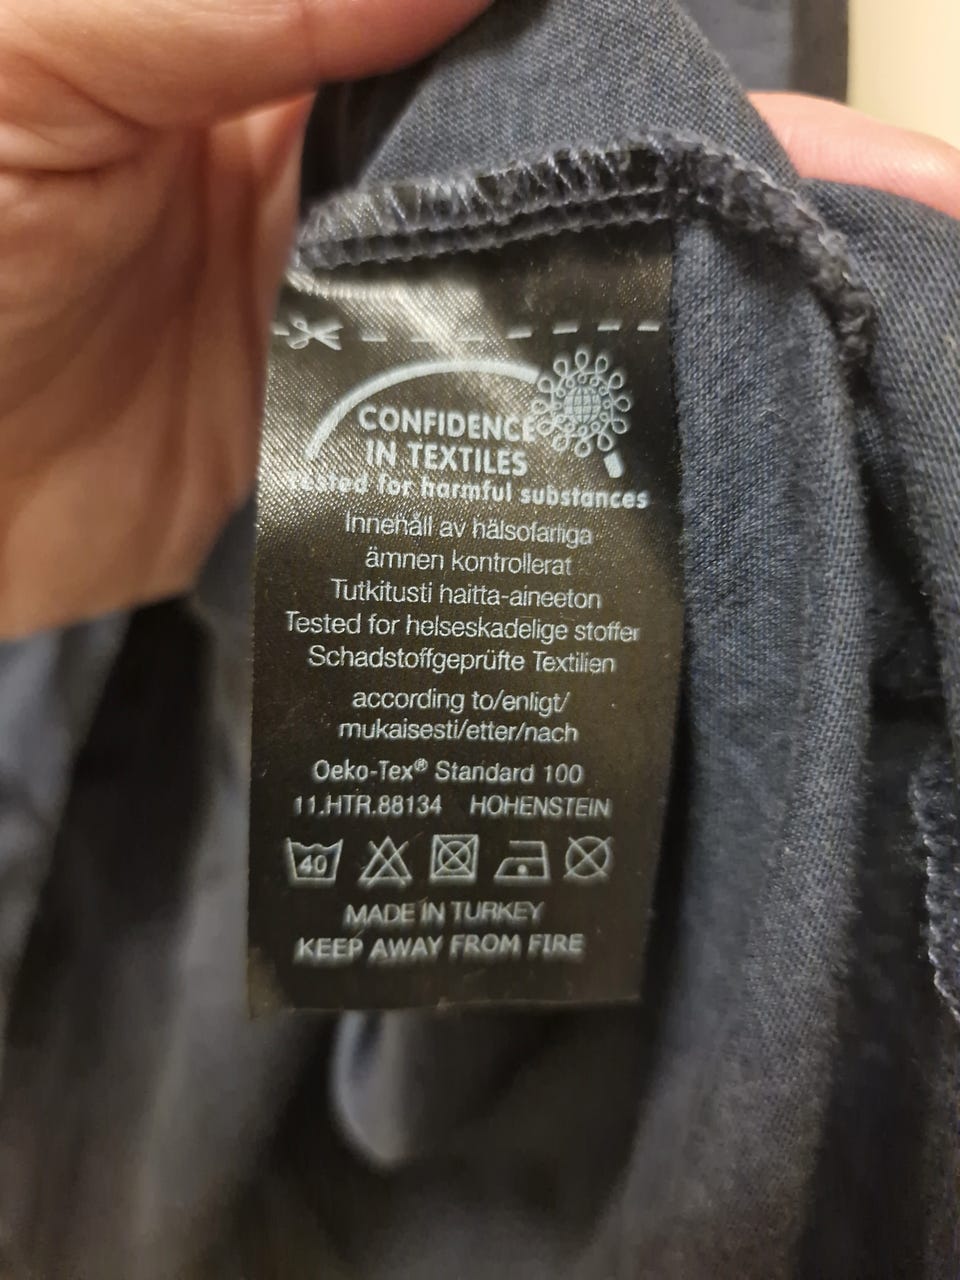 CONFIDENCE
IN TEXTILES
tested for harmful substances
Innehåll av hälsofarliga
ämnen kontrollerat
Tutkitusti haitta-aineeton
Tested for helseskadelige stoffer
Schadstoffgeprüfte Textilien
according to/enligt/
mukaisesti/etter/nach
Oeko-Tex® Standard 100
11.HTR.88134 HOHENSTEIN
40
MADE IN TURKEY
KEEP AWAY FROM FIRE